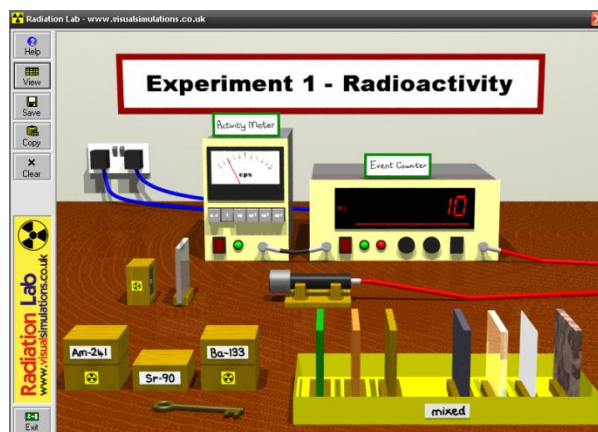 Radiation Lab - www.visualsimulations.co.uk
Help
View
Save
Copy
Clear
Exit
Radiation Lab
www.visualsimulations.co.uk
Experiment 1 - Radioactivity
Activity Meter
cps
Event Counter
10
Am-241
Sr-90
Ba-133
mixed